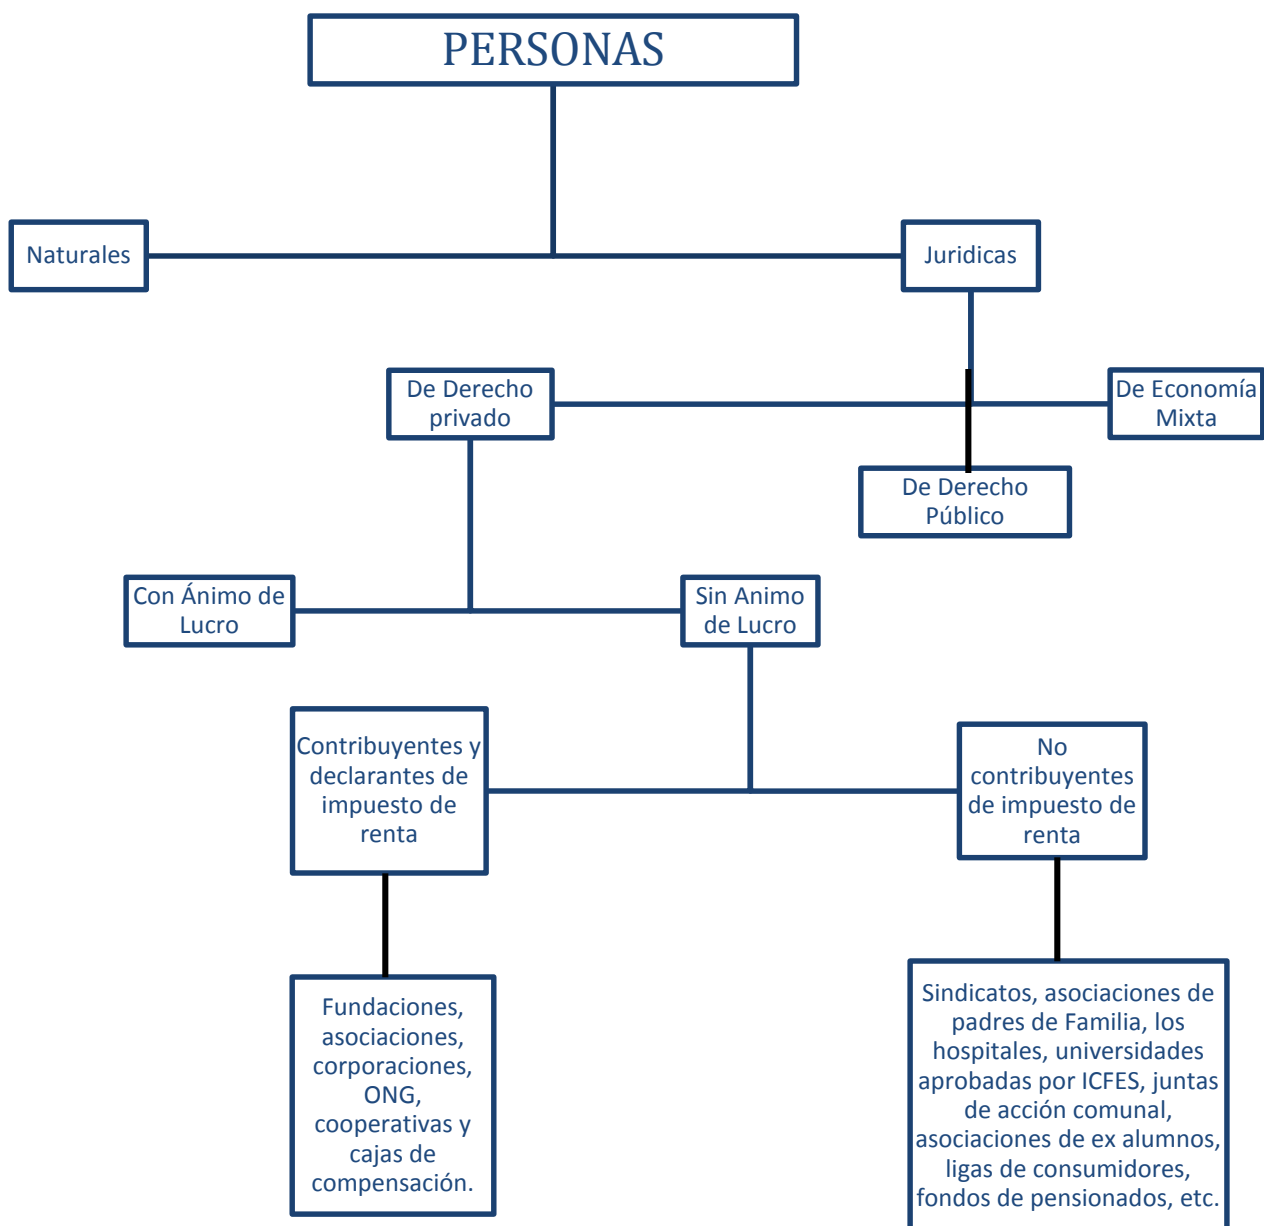 PERSONAS
Naturales
Juridicas
De Derecho
privado
De Economía
Mixta
De Derecho
Público
Con Ánimo de
Lucro
Sin Animo
de Lucro
Contribuyentes y
declarantes de
impuesto de
renta
No
contribuyentes
de impuesto de
renta
Fundaciones,
asociaciones,
corporaciones,
ONG,
cooperativas y
cajas de
compensación.
Sindicatos, asociaciones de
padres de Familia, los
hospitales, universidades
aprobadas por ICFES, juntas
de acción comunal,
asociaciones de ex alumnos,
ligas de consumidores,
fondos de pensionados, etc.